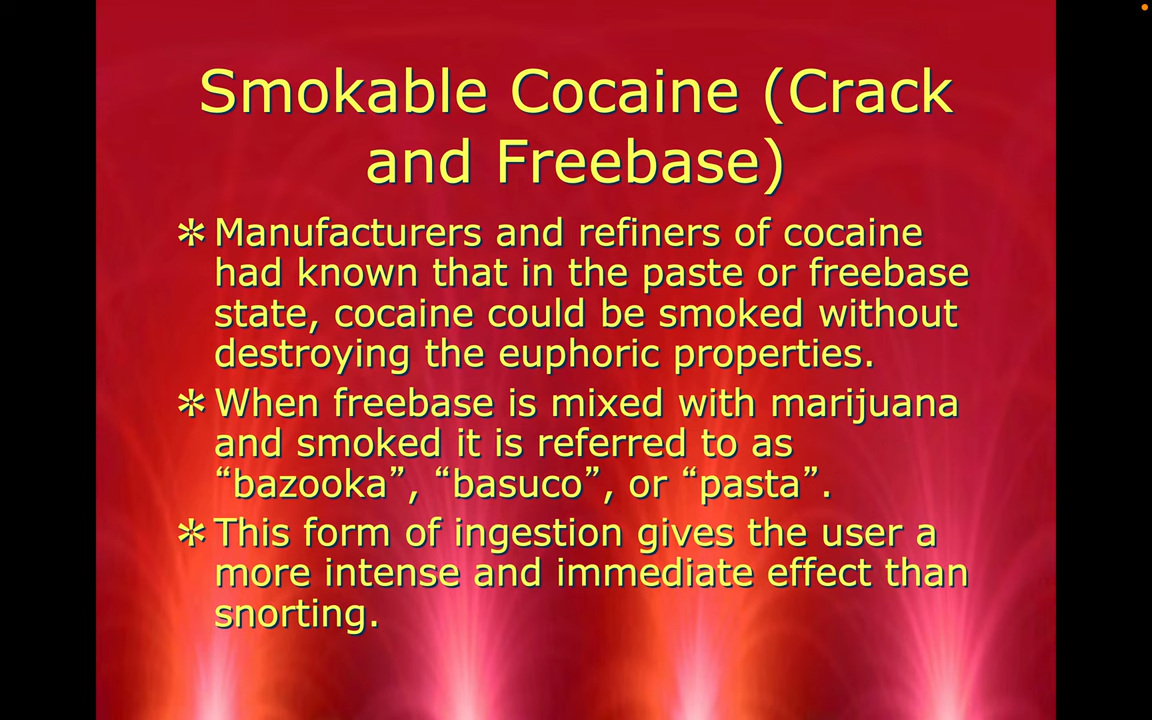 Smokable Cocaine (Crack
and Freebase)
✲ Manufacturers and refiners of cocaine
had known that in the paste or freebase
state, cocaine could be smoked without
destroying the euphoric properties.
✲ When freebase is mixed with marijuana
and smoked it is referred to as
“bazooka”, “basuco”, or “pasta”.
✲ This form of ingestion gives the user a
more intense and immediate effect than
snorting.